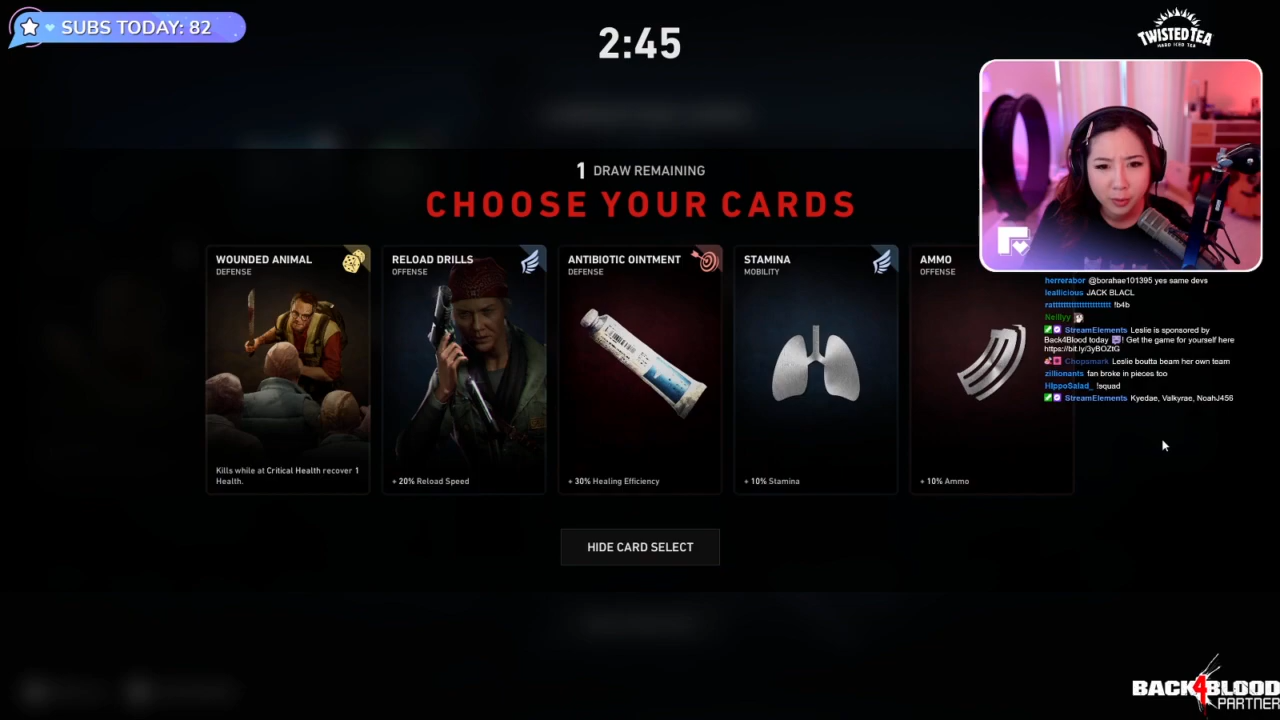 SUBS TODAY: 82
2:45
TWISTED TEA
HARD ICED TEA
1 DRAW REMAINING
CHOOSE YOUR CARDS
WOUNDED ANIMAL
DEFENSE
Kills while at Critical Health recover 1
Health.
RELOAD DRILLS
OFFENSE
+ 20% Reload Speed
ANTIBIOTIC OINTMENT
DEFENSE
+ 30% Healing Efficiency
STAMINA
MOBILITY
+ 10% Stamina
AMMO
OFFENSE
+ 10% Ammo
herrerabor @borahae101395 yes same devs
leallicious JACK BLACL
StreamElements Leslie is sponsored by
Back4Blood today ! Get the game for yourself here
https://bit.ly/3yBOZtG
Chopsmark Leslie boutta beam her own team
zillionants fan broke in pieces too
HippoSalad_ !squad
StreamElements Kyedae, Valkyrae, NoahJ456
HIDE CARD SELECT
BACK4BLOOD
PARTNER